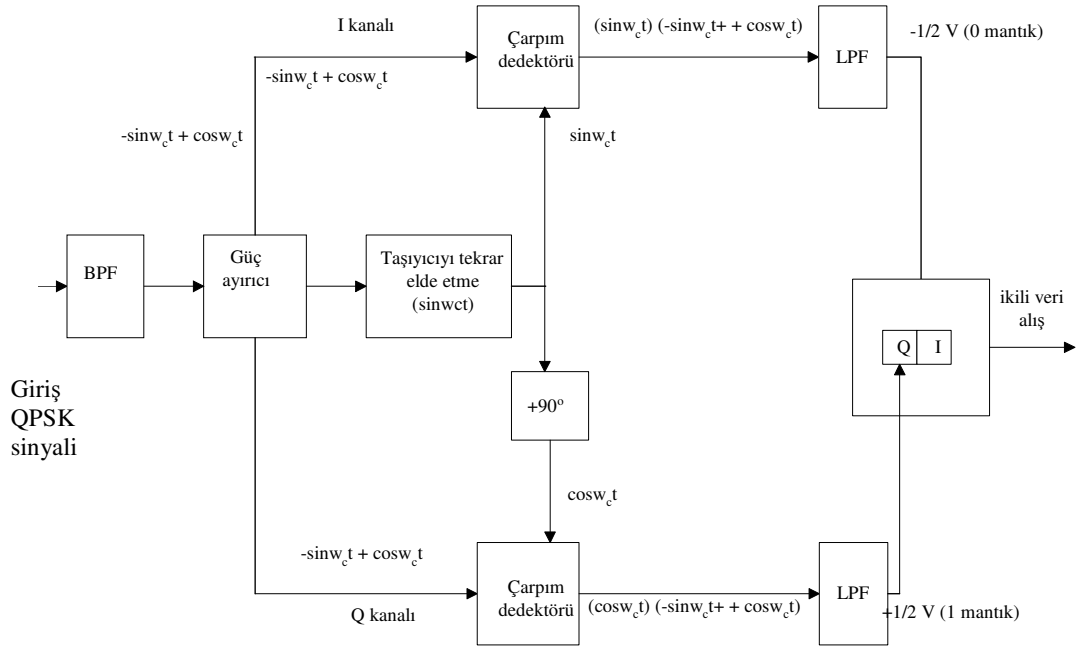 I kanalı
Çarpım
dedektörü
(sinw_ct) (-sinw_ct+ + cosw_ct)
LPF
-1/2 V (0 mantık)
-sinw_ct + cosw_ct
-sinw_ct + cosw_ct
sinw_ct
BPF
Güç
ayırıcı
Taşıyıcıyı tekrar
elde etme
(sinwct)
ikili veri
alış
Q I
Giriş
QPSK
sinyali
+90°
cosw_ct
-sinw_ct + cosw_ct
Q kanalı
Çarpım
dedektörü
(cosw_ct) (-sinw_ct+ + cosw_ct)
LPF
+1/2 V (1 mantık)